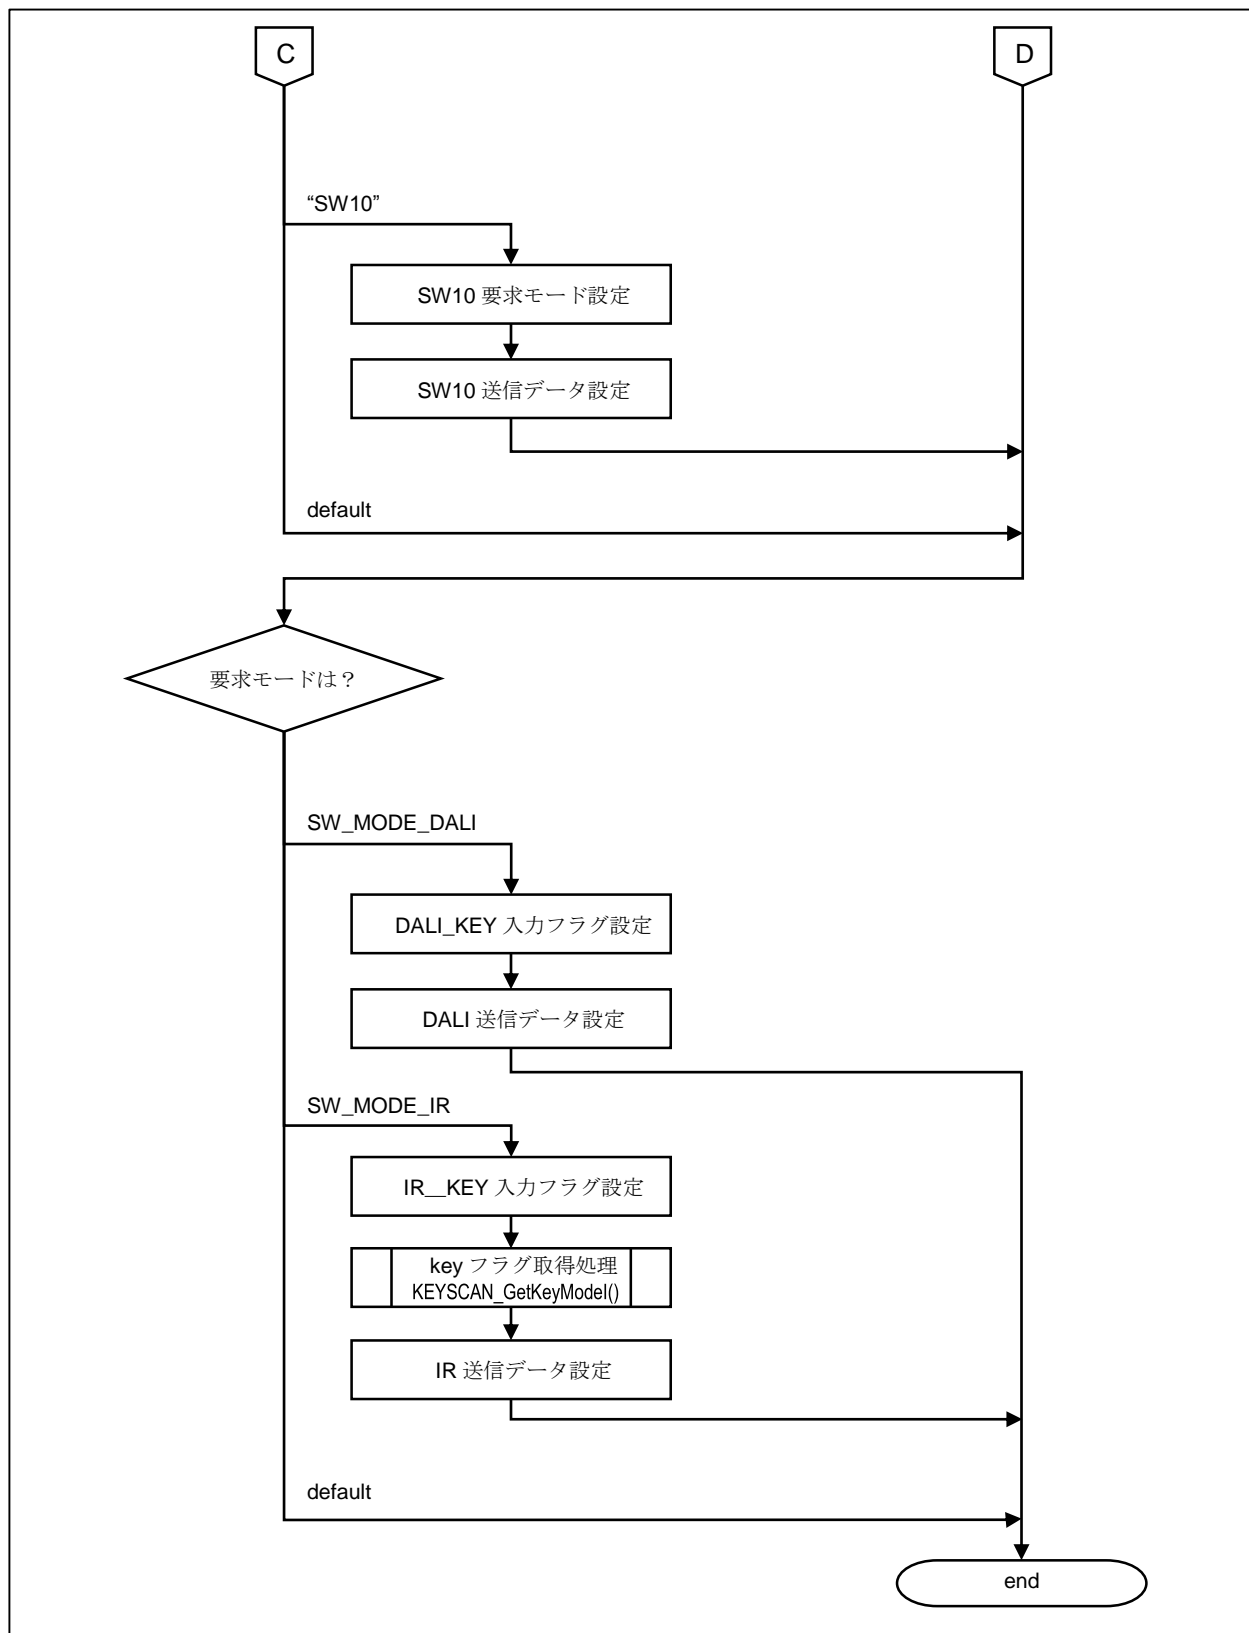 C
D
“SW10”
SW10 要求モード設定
SW10 送信データ設定
default
要求モードは？
SW_MODE_DALI
DALI_KEY 入力フラグ設定
DALI 送信データ設定
SW_MODE_IR
IR__KEY 入力フラグ設定
key フラグ取得処理
KEYSCAN_GetKeyModel()
IR 送信データ設定
default
end